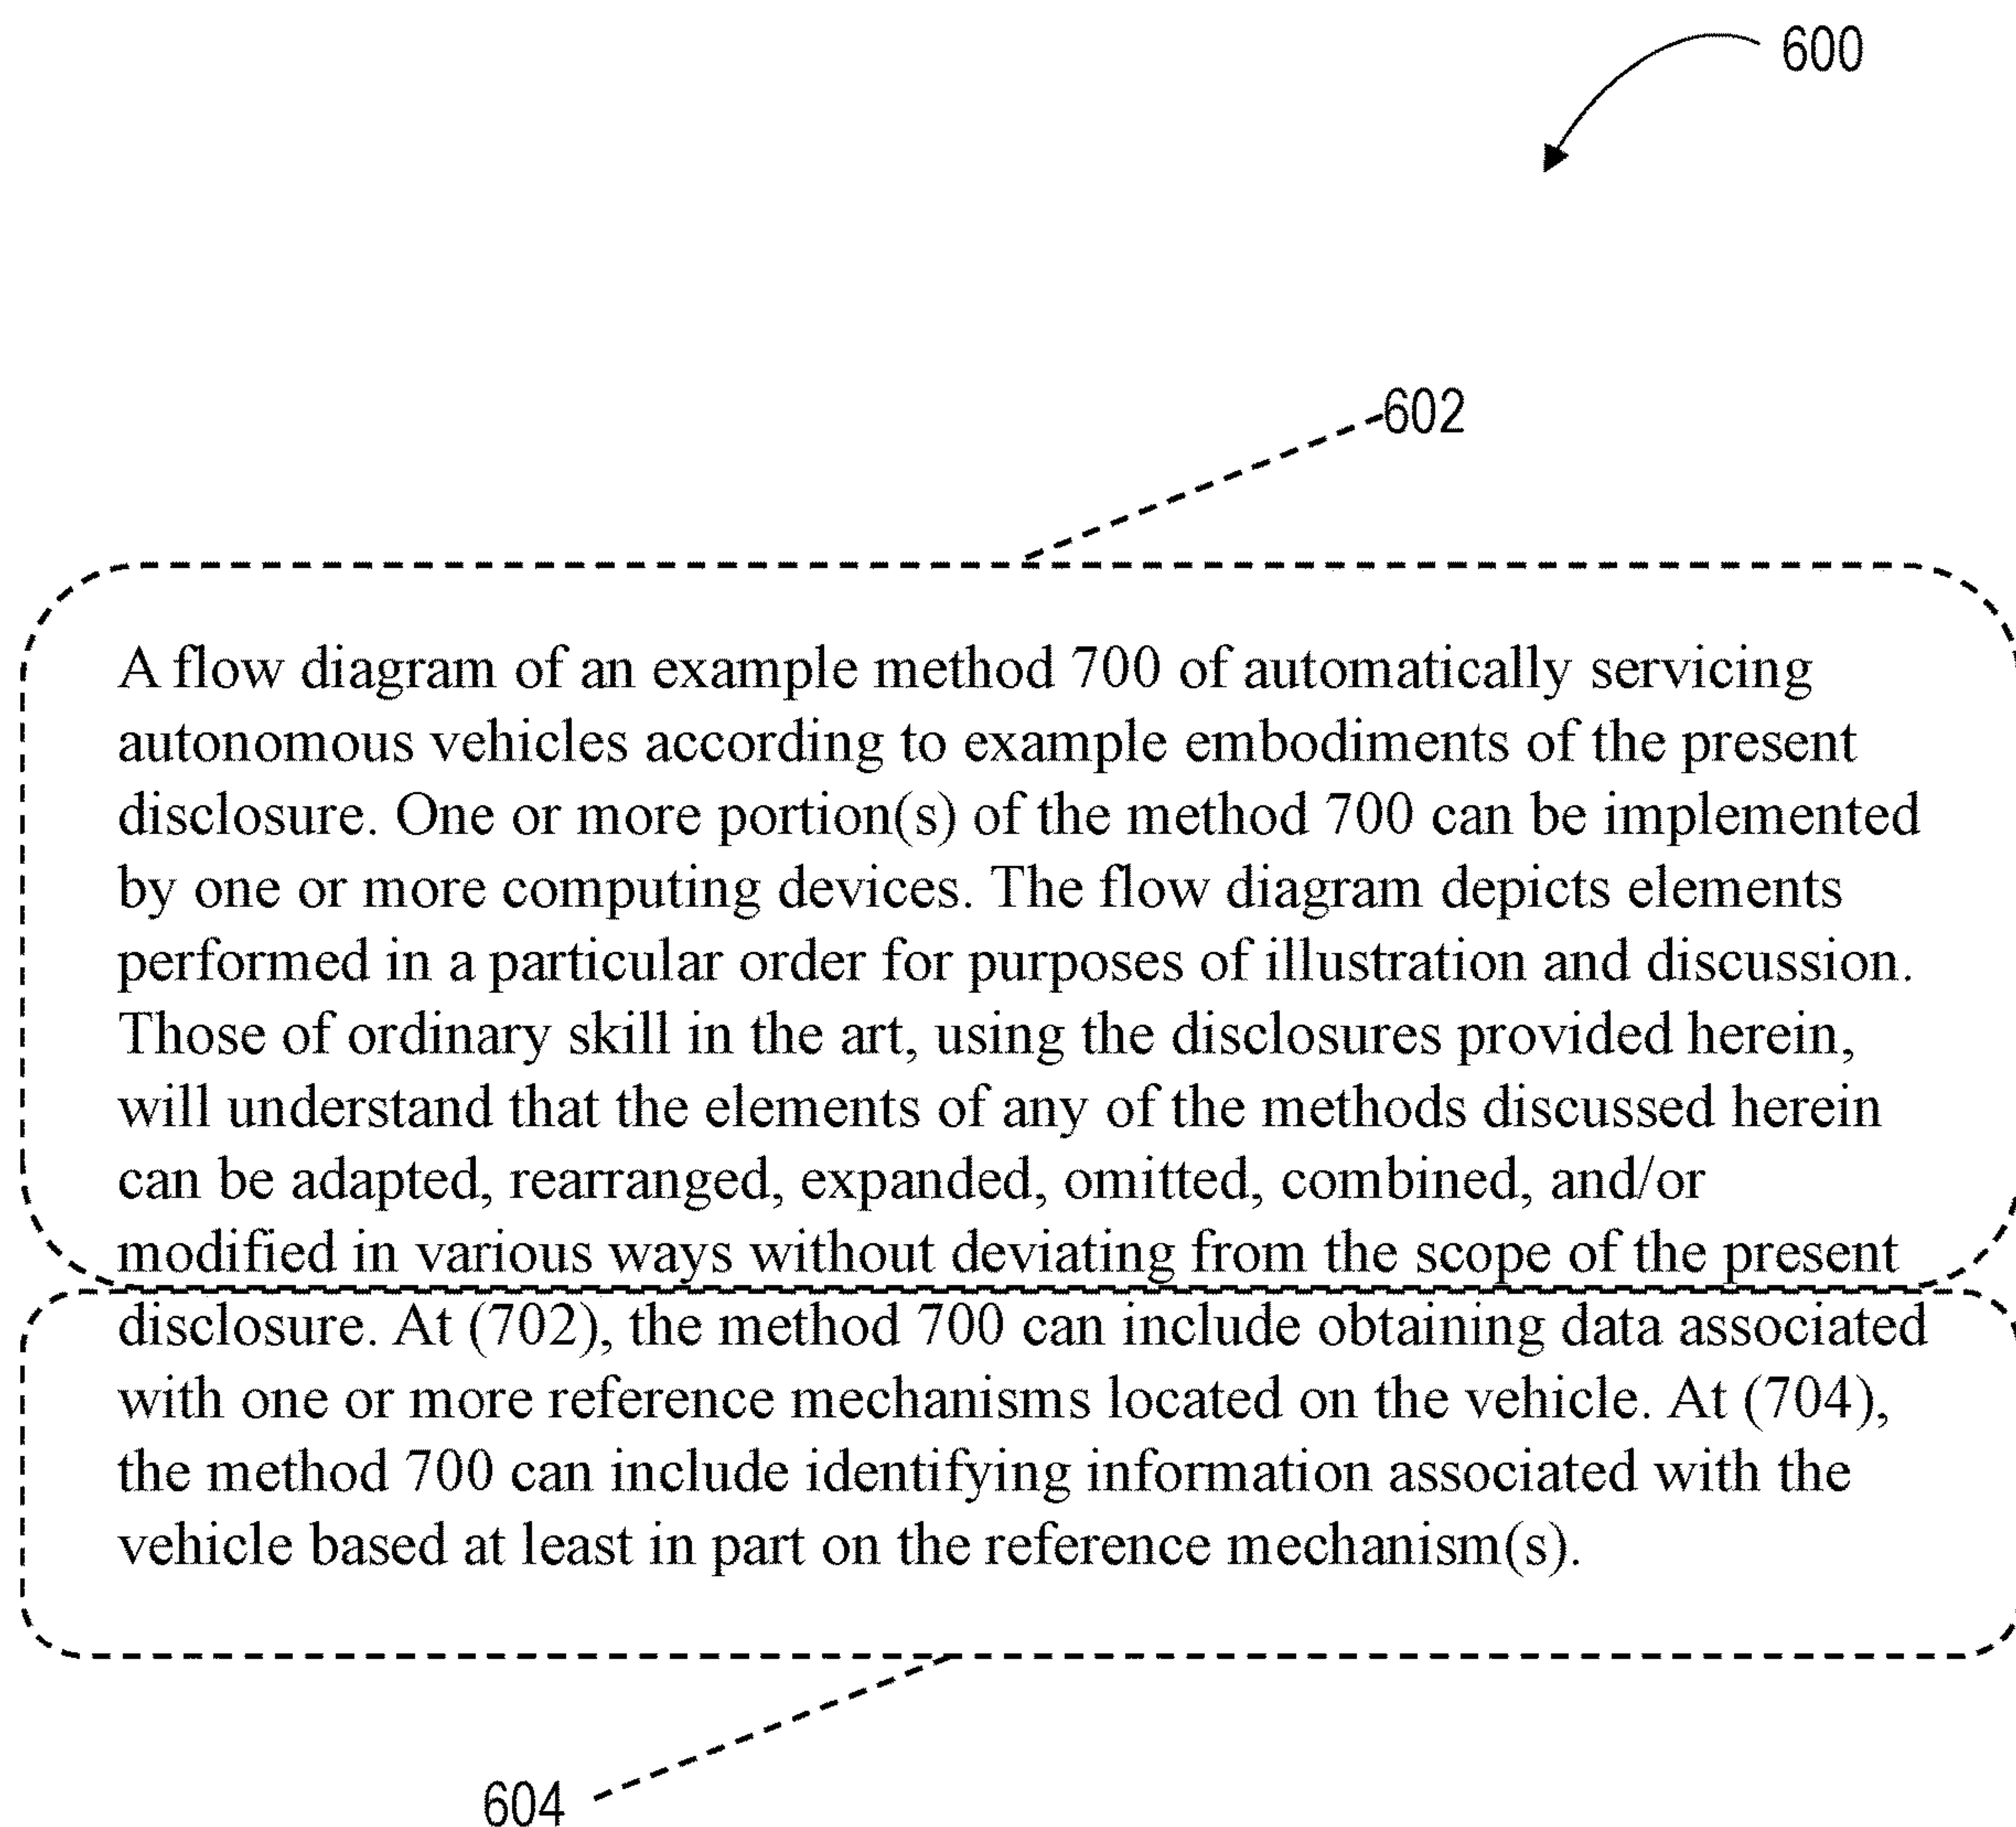 600
602
A flow diagram of an example method 700 of automatically servicing
autonomous vehicles according to example embodiments of the present
disclosure. One or more portion(s) of the method 700 can be implemented
by one or more computing devices. The flow diagram depicts elements
performed in a particular order for purposes of illustration and discussion.
Those of ordinary skill in the art, using the disclosures provided herein,
will understand that the elements of any of the methods discussed herein
can be adapted, rearranged, expanded, omitted, combined, and/or
modified in various ways without deviating from the scope of the present
disclosure. At (702), the method 700 can include obtaining data associated
with one or more reference mechanisms located on the vehicle. At (704),
the method 700 can include identifying information associated with the
vehicle based at least in part on the reference mechanism(s).
604